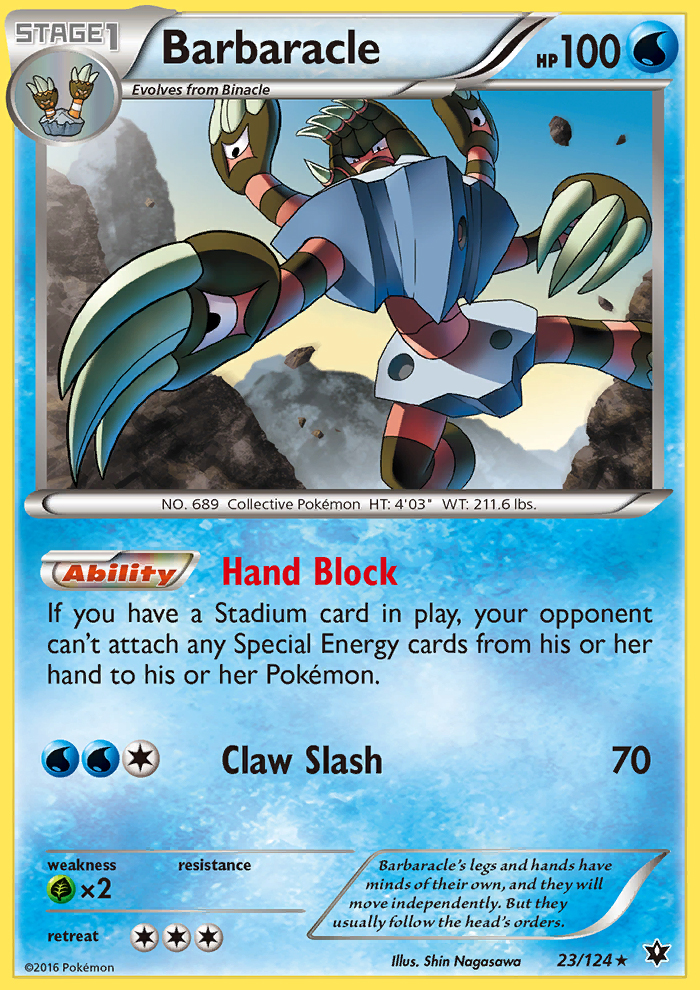 STAGE1
Barbaracle
HP100
Evolves from Binacle
NO. 689 Collective Pokémon HT: 4'03" WT: 211.6 lbs.
Ability Hand Block
If you have a Stadium card in play, your opponent
can't attach any Special Energy cards from his or her
hand to his or her Pokémon.
Claw Slash 70
weakness resistance
×2
retreat
Barbaracle's legs and hands have
minds of their own, and they will
move independently. But they
usually follow the head's orders.
Illus. Shin Nagasawa 23/124 ★
©2016 Pokémon